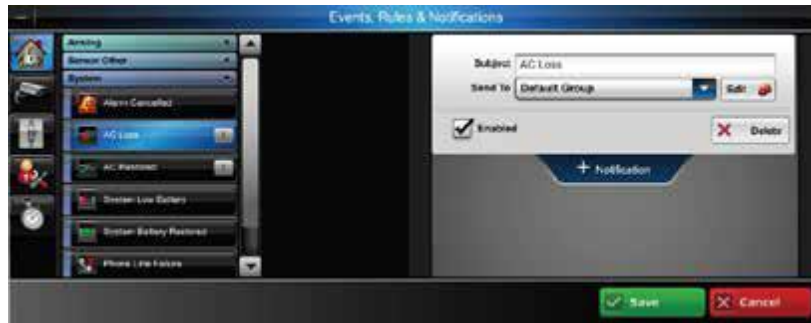 Events, Rules & Notifications
Arming
Sensor Other
System
Alarm Cancelled
AC Loss
AC Restored
System Low Battery
System Battery Restored
Phone Line Failure
Subject AC Loss
Send To Default Group Edit
Enabled
Delete
+ Notification
Save
Cancel